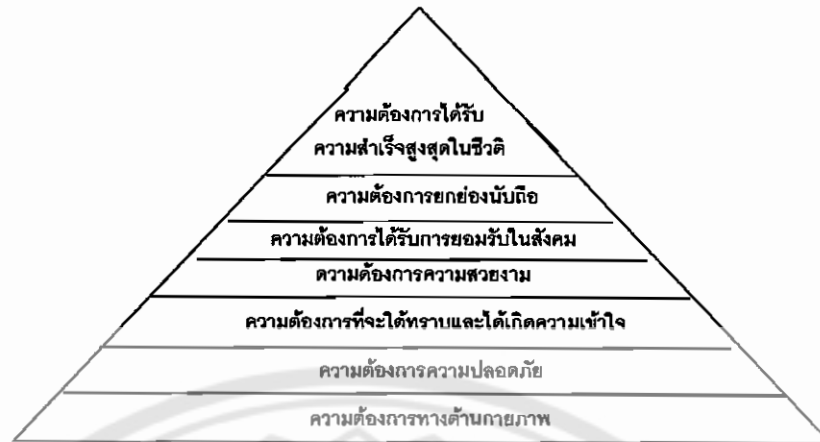 ความต้องการได้รับ
ความสำเร็จสูงสุดในชีวติ
ความต้องการยกย่องนับถือ
ความต้องการได้รับการยอมรับในสังคม
ความต้องการความสวยงาม
ความต้องการที่จะได้ทราบและได้เกิดความเข้าใจ
ความต้องการความปลอดภัย
ความต้องการทางด้านกายภาพ